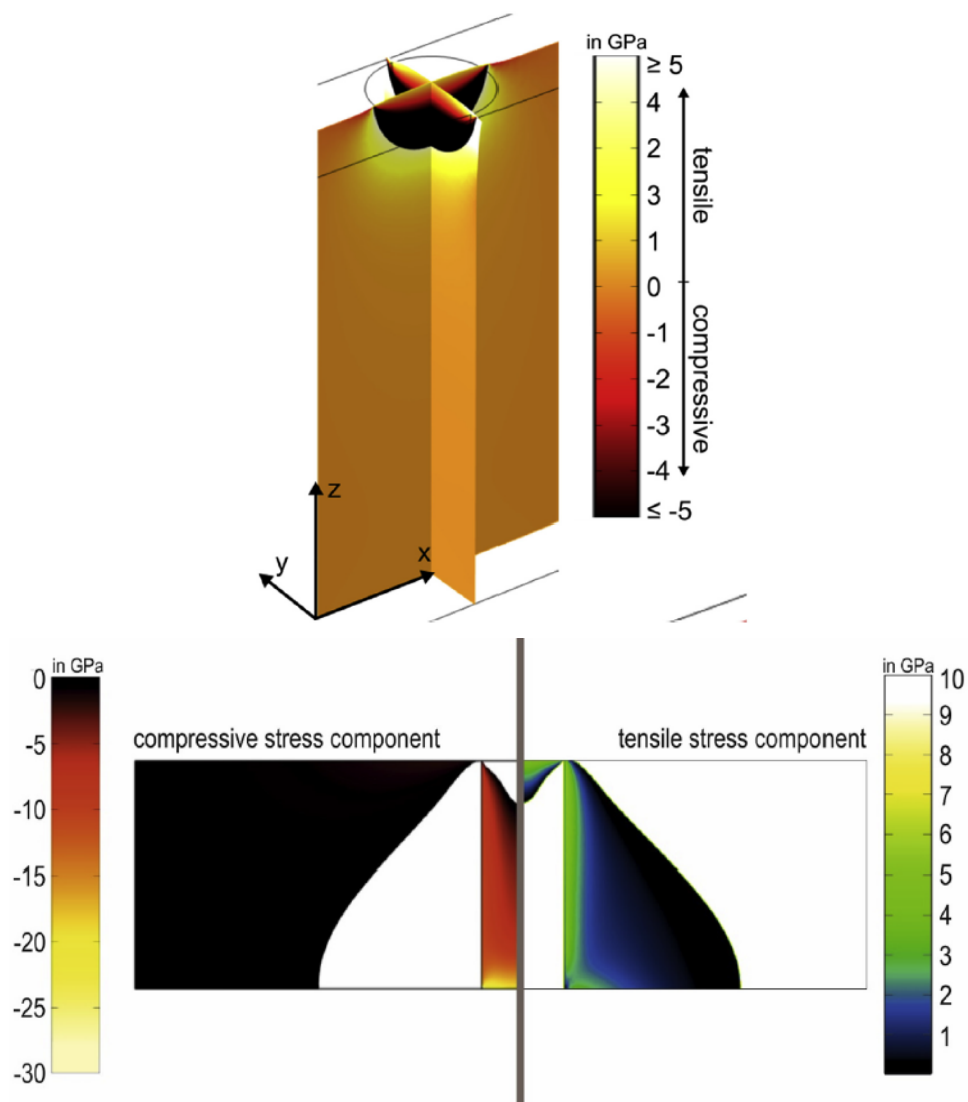 in GPa
≥ 5
4
2
3
1
0
-1
-2
-3
-4
≤ -5
tensile
compressive
z
y
x
in GPa
0
-5
-10
-15
-20
-25
-30
compressive stress component
tensile stress component
in GPa
10
9
8
7
6
5
4
3
2
1